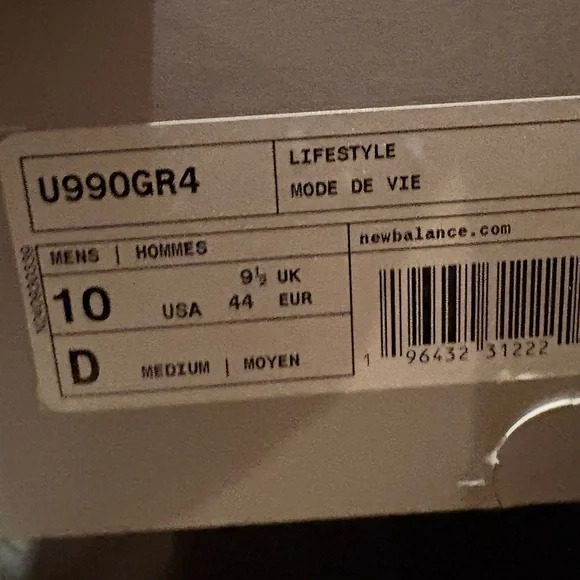 U990GR4
LIFESTYLE
MODE DE VIE
MENS | HOMMES
newbalance.com
10 USA
9½ UK
44 EUR
D MEDIUM | MOYEN
1 96432 31222